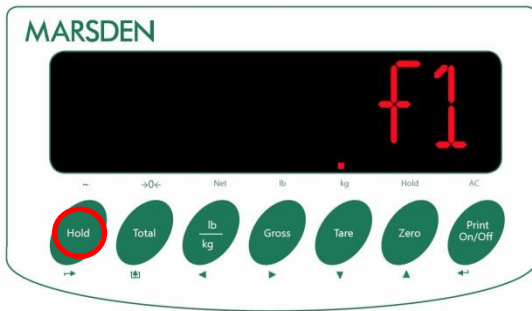 MARSDEN
f1
~ →0← Net lb kg Hold AC
Hold Total lb/kg Gross Tare Zero Print On/Off